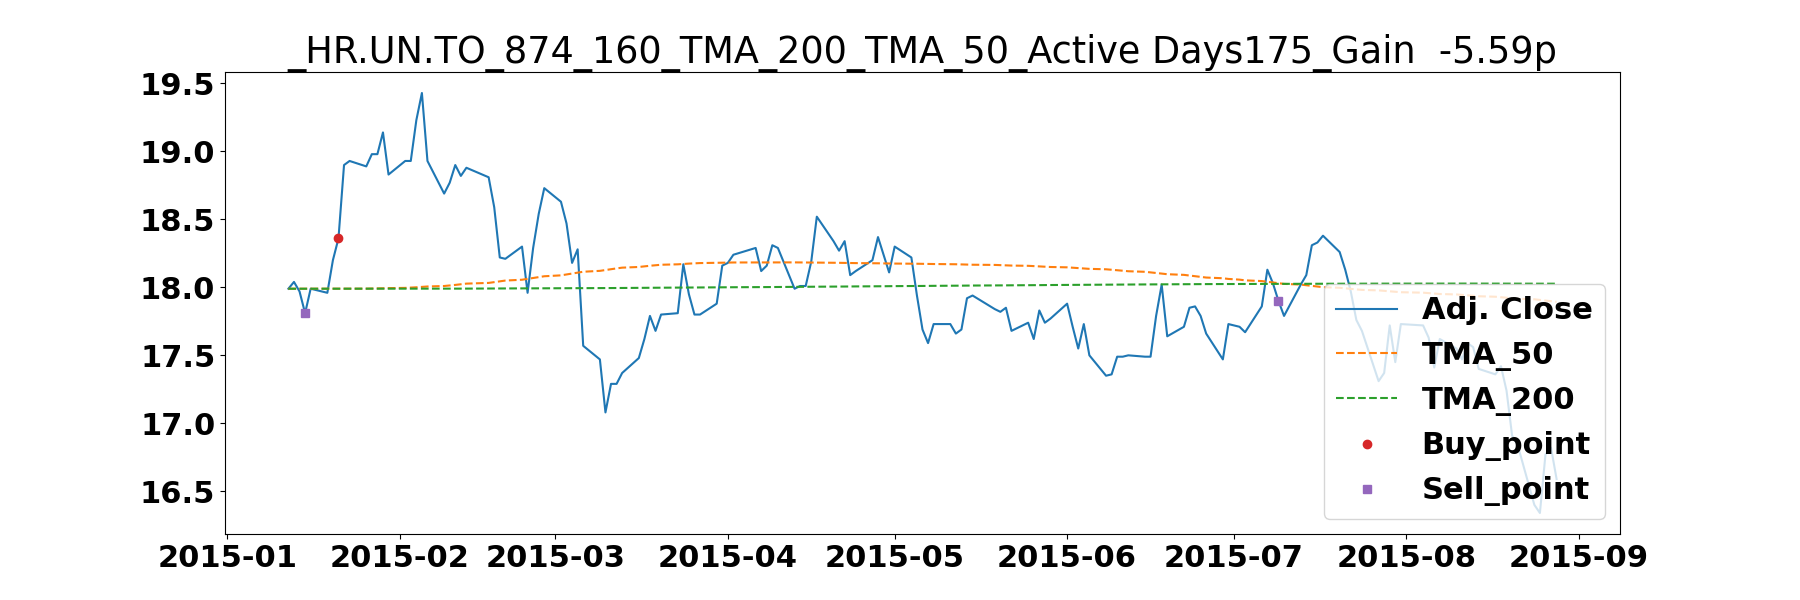 _HR.UN.TO_874_160_TMA_200_TMA_50_Active Days175_Gain  -5.59p
19.5
19.0
18.5
18.0
17.5
17.0
16.5
Adj. Close
TMA_50
TMA_200
Buy_point
Sell_point
2015-01 2015-02 2015-03 2015-04 2015-05 2015-06 2015-07 2015-08 2015-09